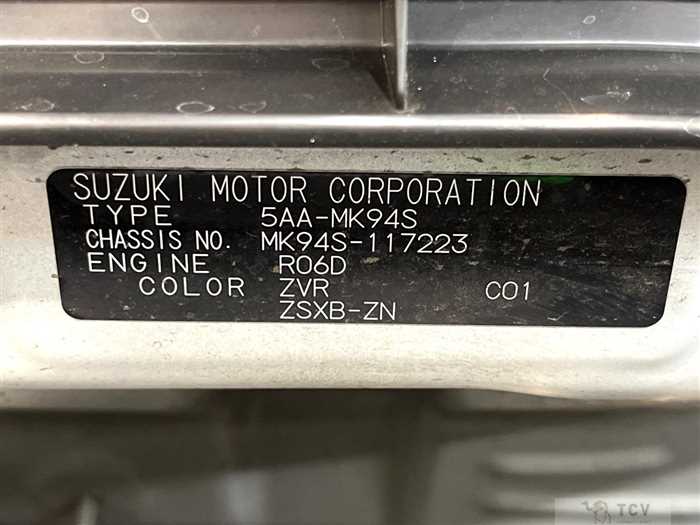 SUZUKI MOTOR CORPORATION
TYPE 5AA-MK94S
CHASSIS NO. MK94S-117223
ENGINE R06D
COLOR ZVR C01
ZSXB-ZN
TCV